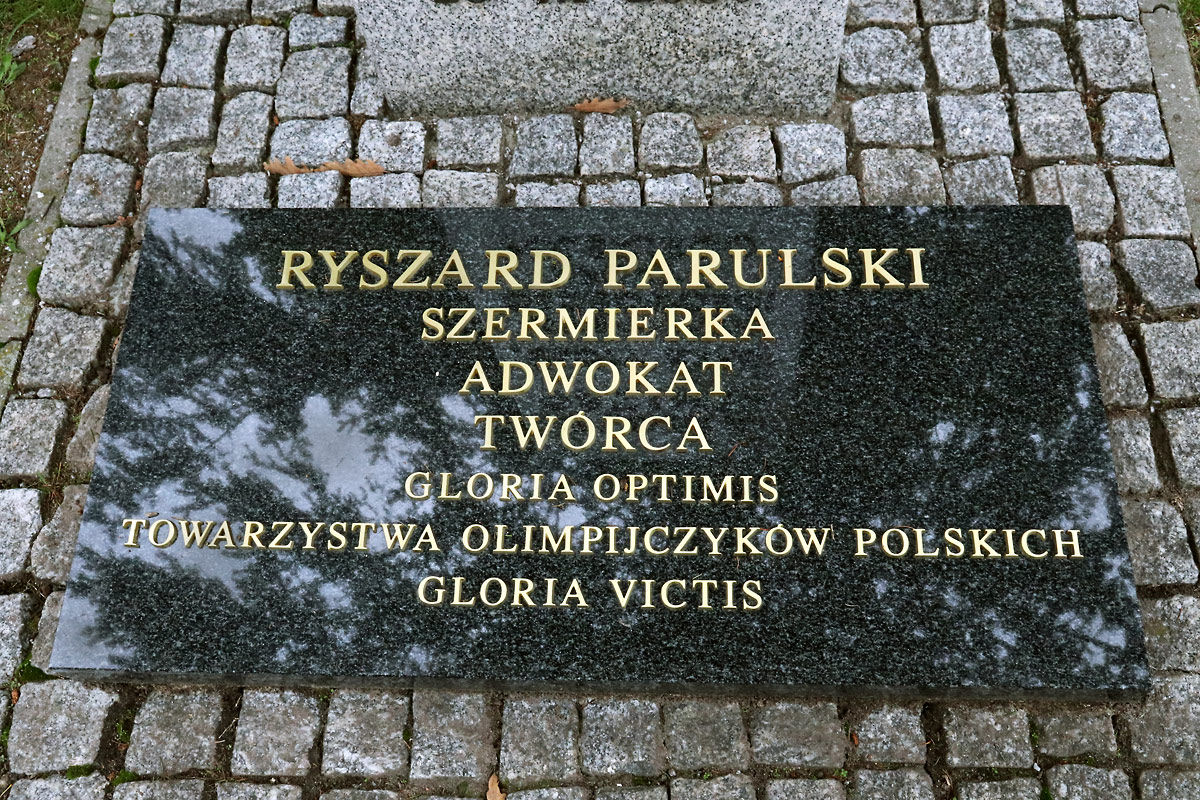 RYSZARD PARULSKI
SZERMIERKA
ADWOKAT
TWÓRCA
GLORIA OPTIMIS
TOWARZYSTWA OLIMPIJCZYKÓW POLSKICH
GLORIA VICTIS